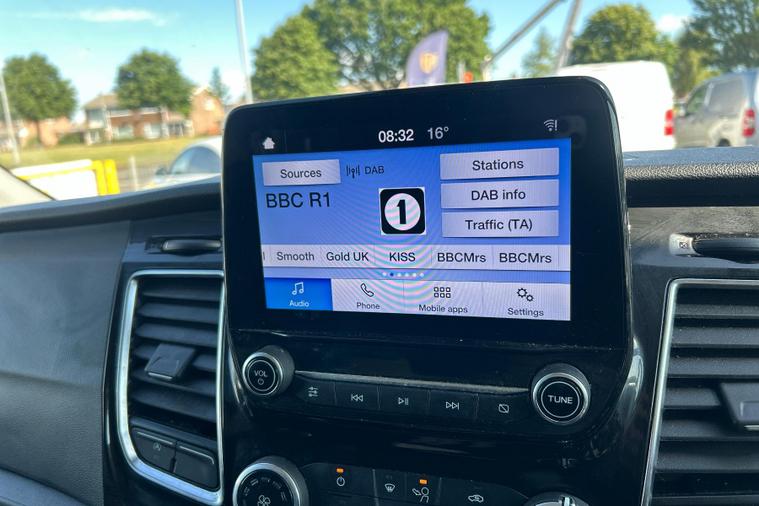 08:32 16°
Sources DAB Stations
BBC R1 1 DAB info
Traffic (TA)
l Smooth Gold UK KISS BBCMrs BBCMrs
Audio Phone Mobile apps Settings
VOL
TUNE